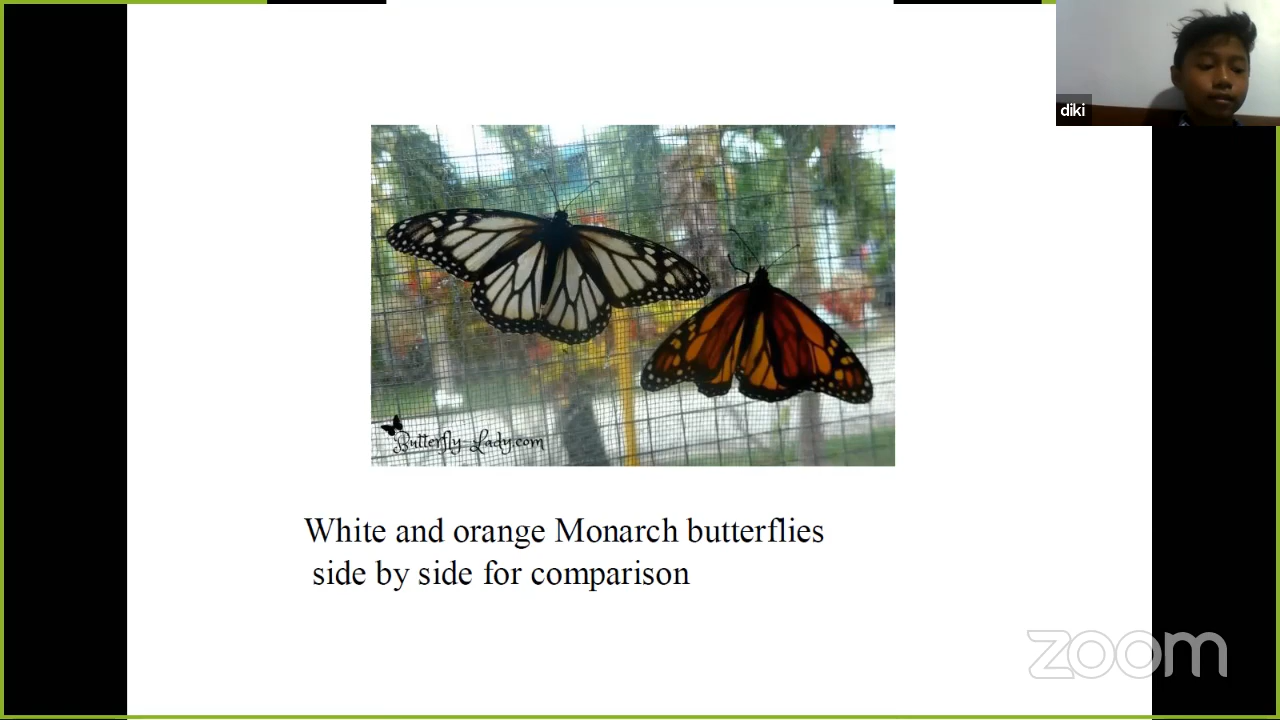 diki
Butterfly-Lady.com
White and orange Monarch butterflies
side by side for comparison
zoom